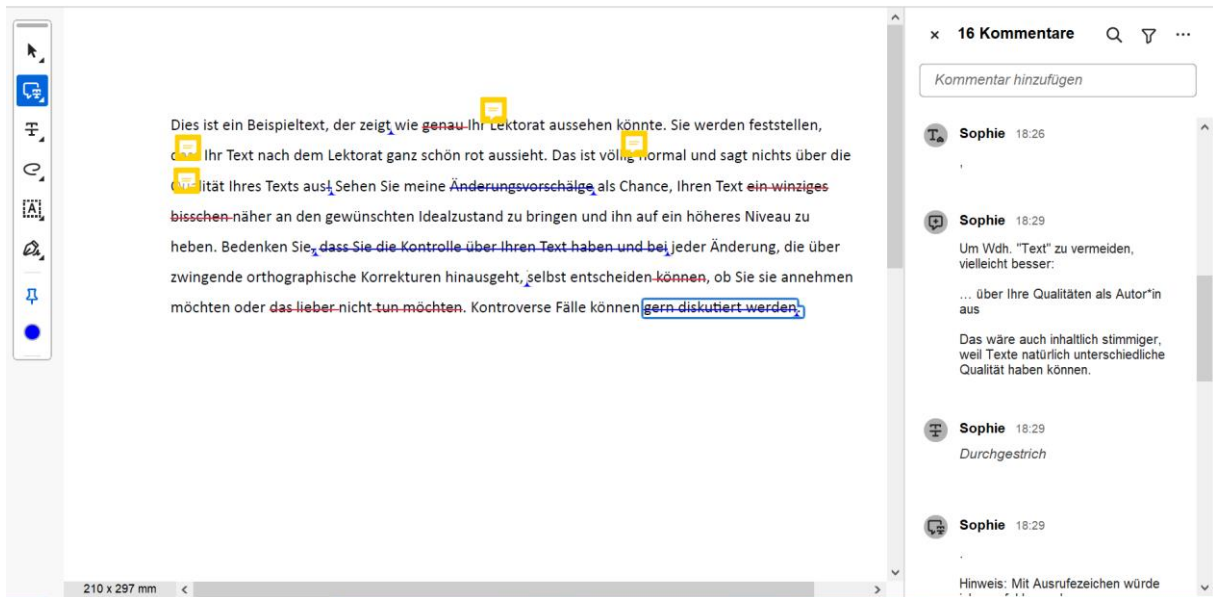 Dies ist ein Beispieltext, der zeigt wie genau Ihr Lektorat aussehen könnte. Sie werden feststellen,
Ihr Text nach dem Lektorat ganz schön rot aussieht. Das ist völlig normal und sagt nichts über die
Qualität Ihres Texts aus! Sehen Sie meine Änderungsvorschälge als Chance, Ihren Text ein winziges
bisschen näher an den gewünschten Idealzustand zu bringen und ihn auf ein höheres Niveau zu
heben. Bedenken Sie, dass Sie die Kontrolle über Ihren Text haben und bei jeder Änderung, die über
zwingende orthographische Korrekturen hinausgeht, selbst entscheiden können, ob Sie sie annehmen
möchten oder das lieber nicht tun möchten. Kontroverse Fälle können gern diskutiert werden.
210 x 297 mm
16 Kommentare
Kommentar hinzufügen
Sophie 18:26
,
Sophie 18:29
Um Wdh. "Text" zu vermeiden,
vielleicht besser:
… über Ihre Qualitäten als Autor*in
aus
Das wäre auch inhaltlich stimmiger,
weil Texte natürlich unterschiedliche
Qualität haben können.
Sophie 18:29
Durchgestrich
Sophie 18:29
.
Hinweis: Mit Ausrufezeichen würde